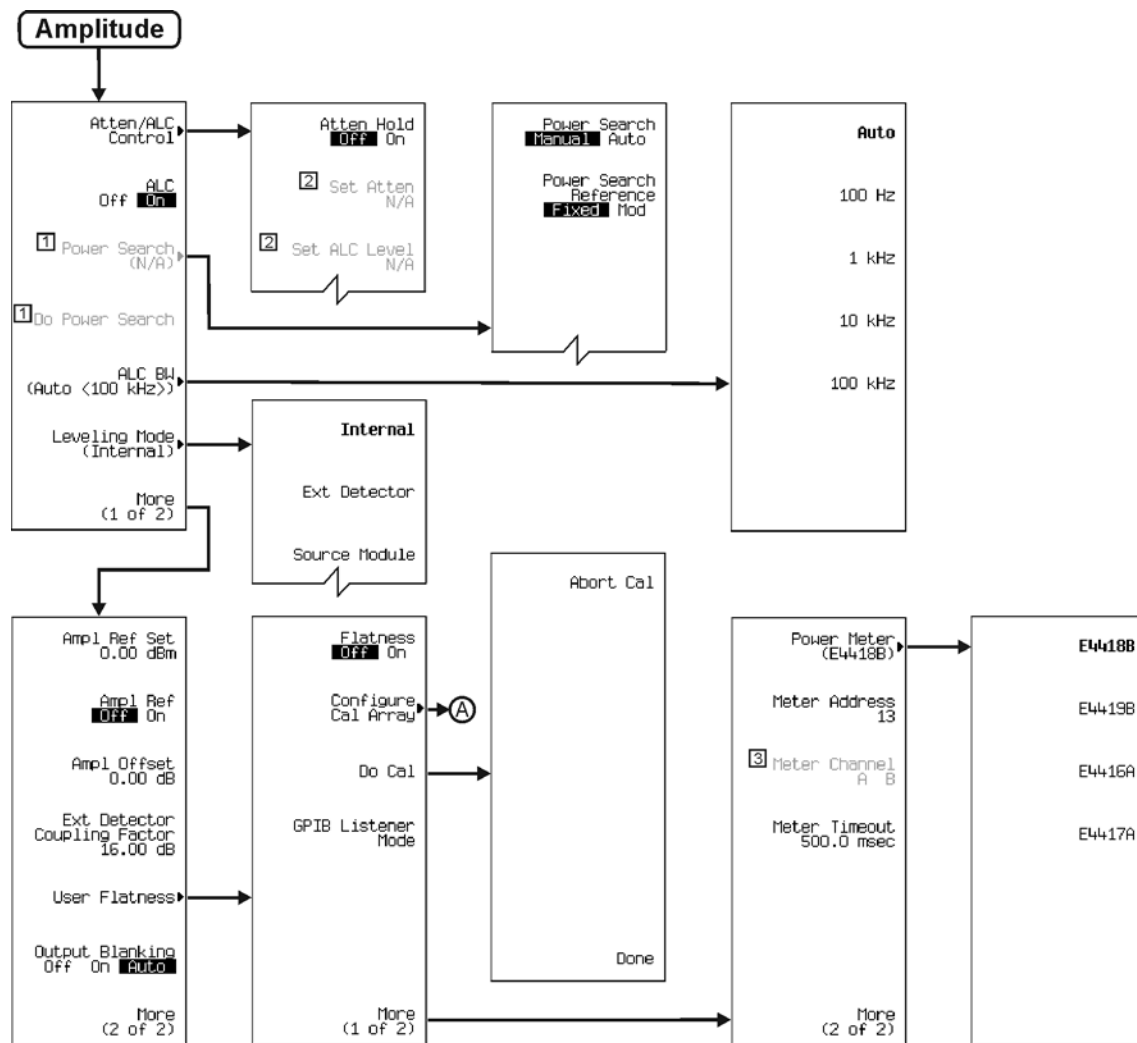 Amplitude
Atten/ALC
Control
ALC
Off On
1 Power Search
(N/A)
1 Do Power Search
ALC BW
(Auto <100 kHz>)
Leveling Mode
(Internal)
More
(1 of 2)
Atten Hold
Off On
2 Set Atten
N/A
2 Set ALC Level
N/A
Power Search
Manual Auto
Power Search
Reference
Fixed Mod
Auto
100 Hz
1 kHz
10 kHz
100 kHz
Internal
Ext Detector
Source Module
Ampl Ref Set
0.00 dBm
Ampl Ref
Off On
Ampl Offset
0.00 dB
Ext Detector
Coupling Factor
16.00 dB
User Flatness
Output Blanking
Off On Auto
More
(2 of 2)
Flatness
Off On
Configure
Cal Array
A
Do Cal
GPIB Listener
Mode
More
(1 of 2)
Abort Cal
Done
Power Meter
(E4418B)
Meter Address
13
3 Meter Channel
A B
Meter Timeout
500.0 msec
More
(2 of 2)
E4418B
E4419B
E4416A
E4417A